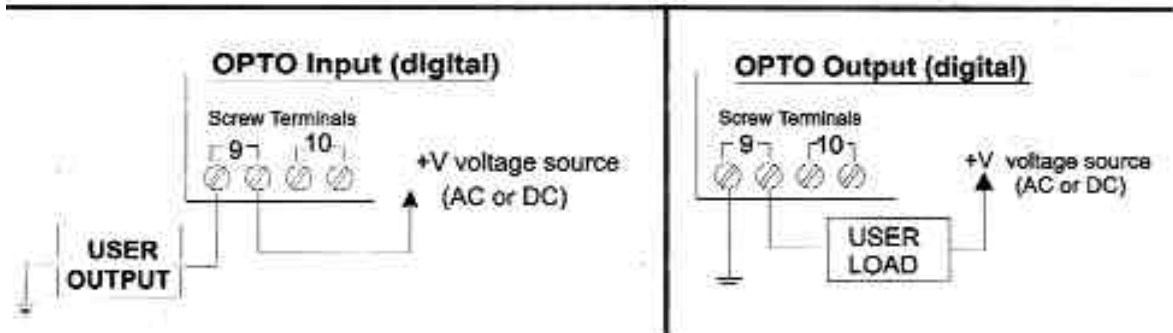 OPTO Input (digital)
Screw Terminals
9 10
+V voltage source
(AC or DC)
USER
OUTPUT
OPTO Output (digital)
Screw Terminals
9 10
+V voltage source
(AC or DC)
USER
LOAD